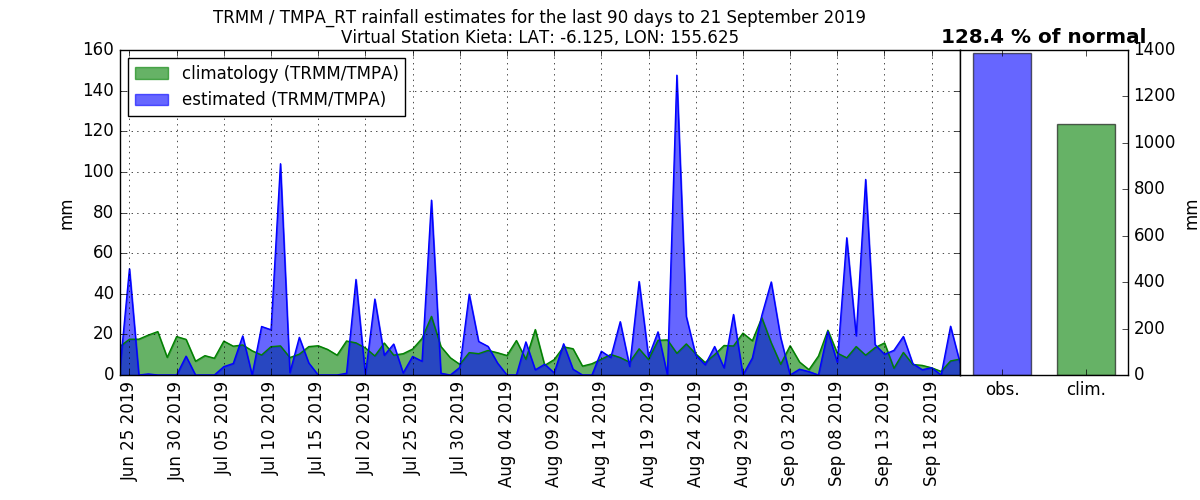 TRMM / TMPA_RT rainfall estimates for the last 90 days to 21 September 2019
Virtual Station Kieta: LAT: -6.125, LON: 155.625
128.4 % of normal
climatology (TRMM/TMPA)
estimated (TRMM/TMPA)
mm
160
140
120
100
80
60
40
20
0
Jun 25 2019
Jun 30 2019
Jul 05 2019
Jul 10 2019
Jul 15 2019
Jul 20 2019
Jul 25 2019
Jul 30 2019
Aug 04 2019
Aug 09 2019
Aug 14 2019
Aug 19 2019
Aug 24 2019
Aug 29 2019
Sep 03 2019
Sep 08 2019
Sep 13 2019
Sep 18 2019
obs.
clim.
1400
1200
1000
800
600
400
200
0
mm